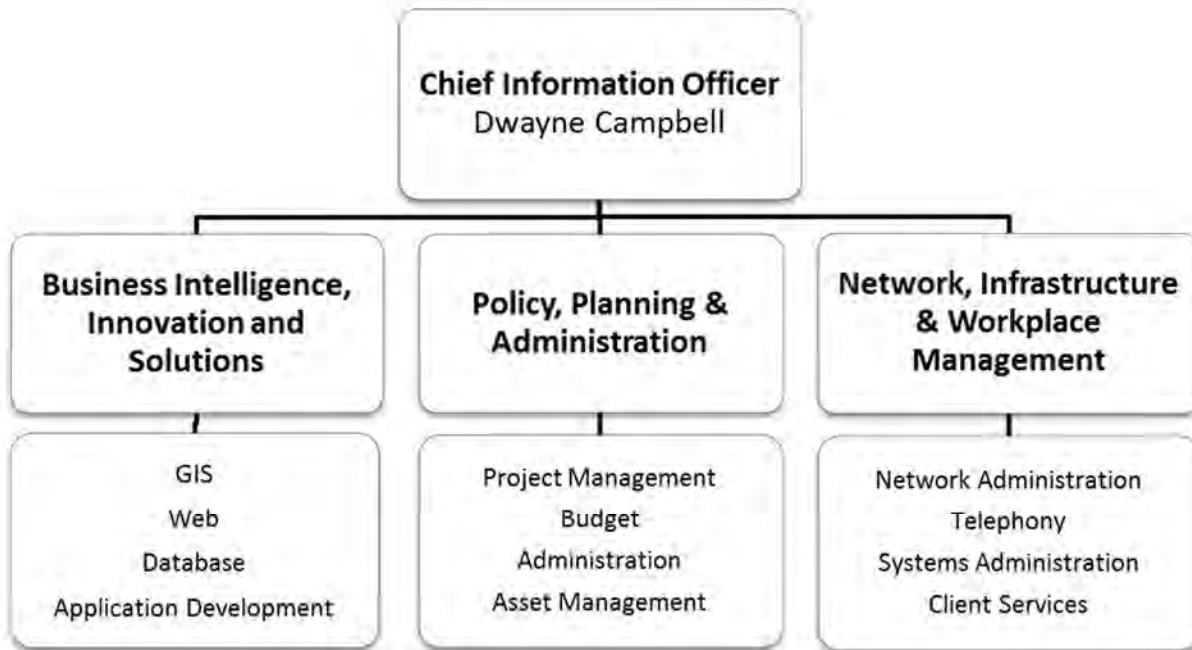 Chief Information Officer
Dwayne Campbell
Business Intelligence,
Innovation and
Solutions
Policy, Planning &
Administration
Network, Infrastructure
& Workplace
Management
GIS
Web
Database
Application Development
Project Management
Budget
Administration
Asset Management
Network Administration
Telephony
Systems Administration
Client Services